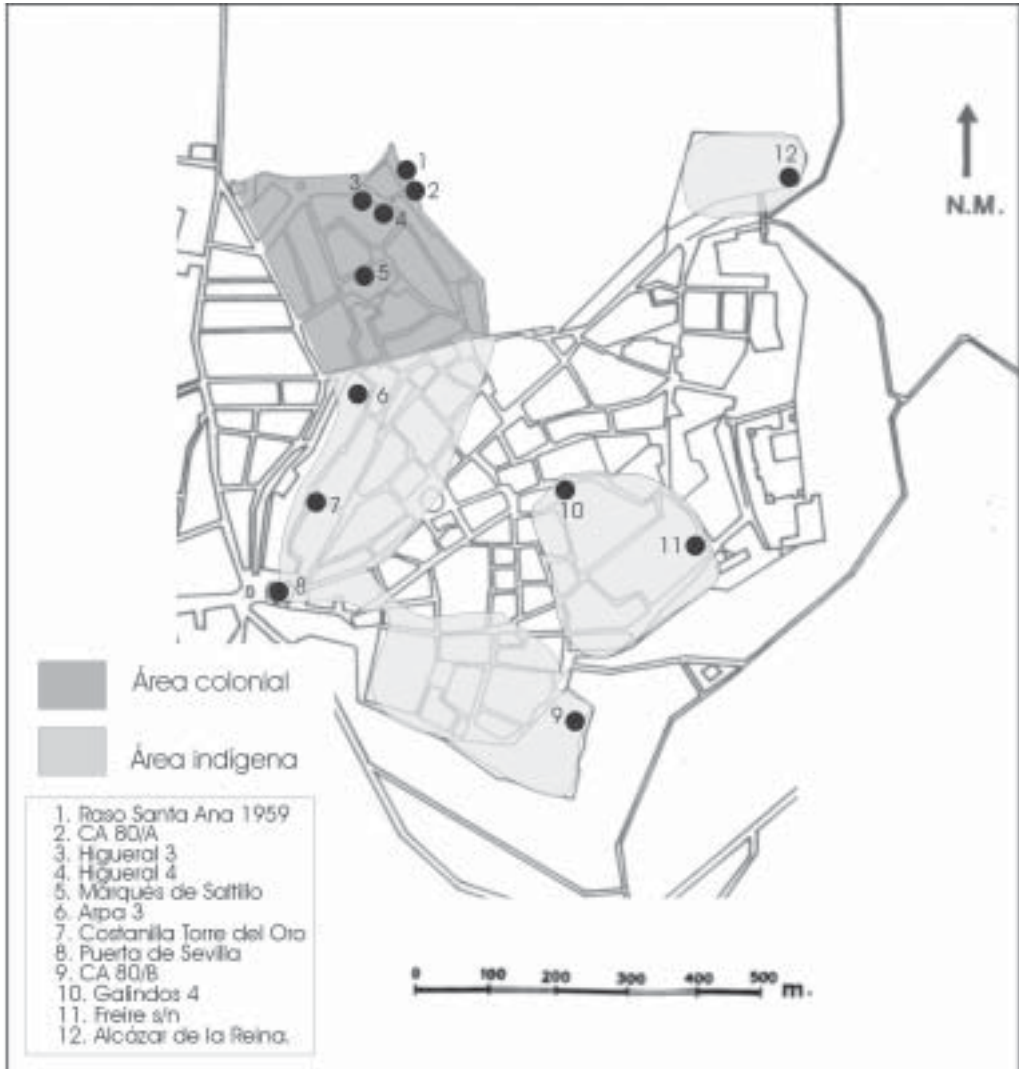 1
12
3
2
4
N.M.
5
6
10
7
11
8
9
Área colonial
Área indígena
1. Raso Santa Ana 1959
2. CA 80/A
3. Higueral 3
4. Higueral 4
5. Marqués de Saltillo
6. Arpa 3
7. Costanilla Torre del Oro
8. Puerta de Sevilla
9. CA 80/B
10. Galindos 4
11. Freire s/n
12. Alcázar de la Reina.
0 100 200 300 400 500 m.